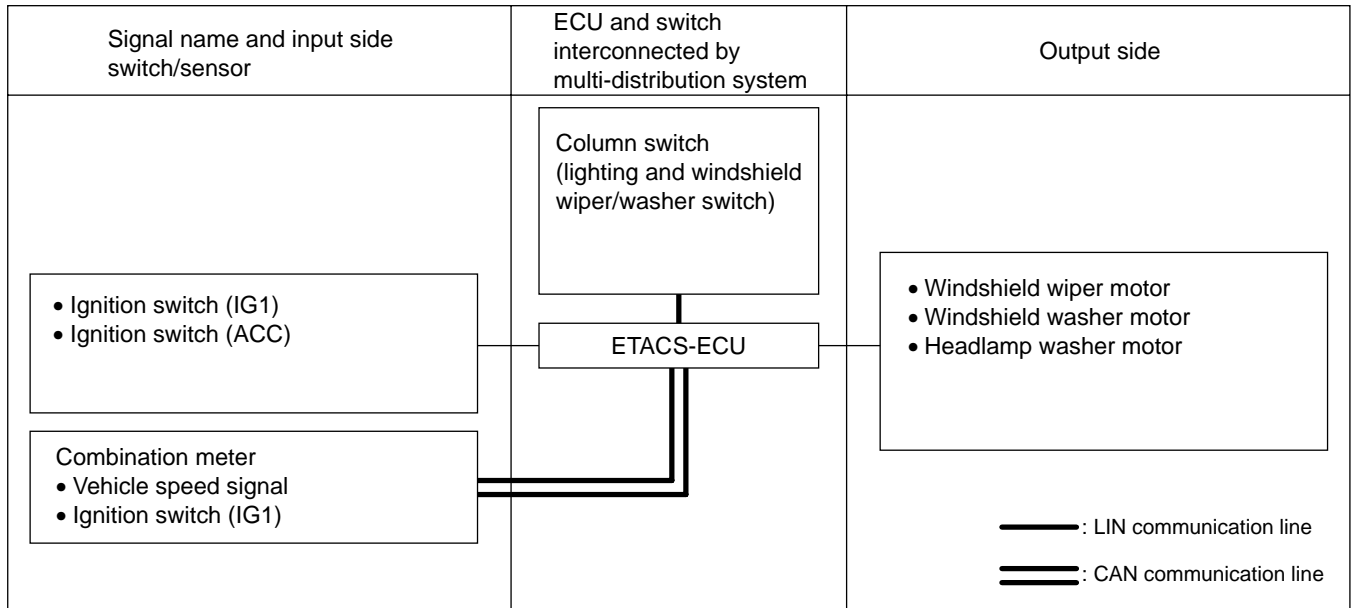 Signal name and input side
switch/sensor
ECU and switch
interconnected by
multi-distribution system
Output side
Column switch
(lighting and windshield
wiper/washer switch)
• Ignition switch (IG1)
• Ignition switch (ACC)
ETACS-ECU
• Windshield wiper motor
• Windshield washer motor
• Headlamp washer motor
Combination meter
• Vehicle speed signal
• Ignition switch (IG1)
: LIN communication line
: CAN communication line